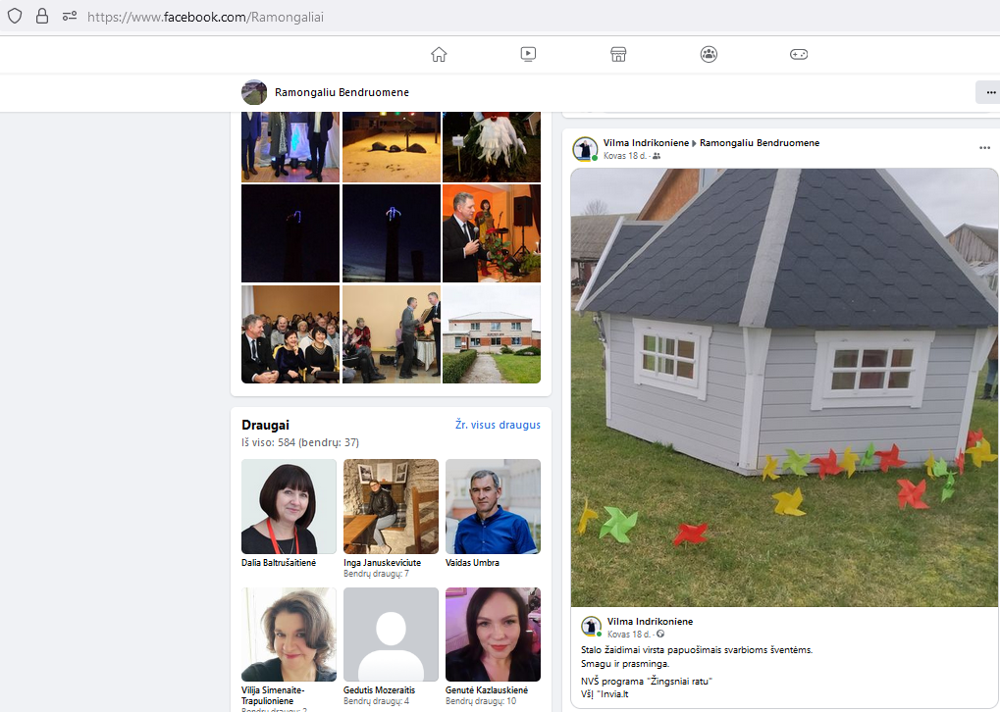 https://www.facebook.com/Ramongaliai
Ramongaliu Bendruomene
Draugai
Žr. visus draugus
Iš viso: 584 (bendrų: 37)
Dalia Baltrušaitienė
Inga Januskeviciute
Bendrų draugų: 7
Vaidas Umbra
Vilija Simenaite-
Trapulioniene
Bendrų draugų: 2
Gedutis Mozeraitis
Bendrų draugų: 4
Genutė Kazlauskienė
Bendrų draugų: 10
Vilma Indrikoniene Ramongaliu Bendruomene
Kovas 18 d. ·
Vilma Indrikoniene
Kovas 18 d. ·
Stalo žaidimai virsta papuošimais svarbioms šventėms.
Smagu ir prasminga.
NVŠ programa "Žingsniai ratu"
VšĮ "Invia.lt